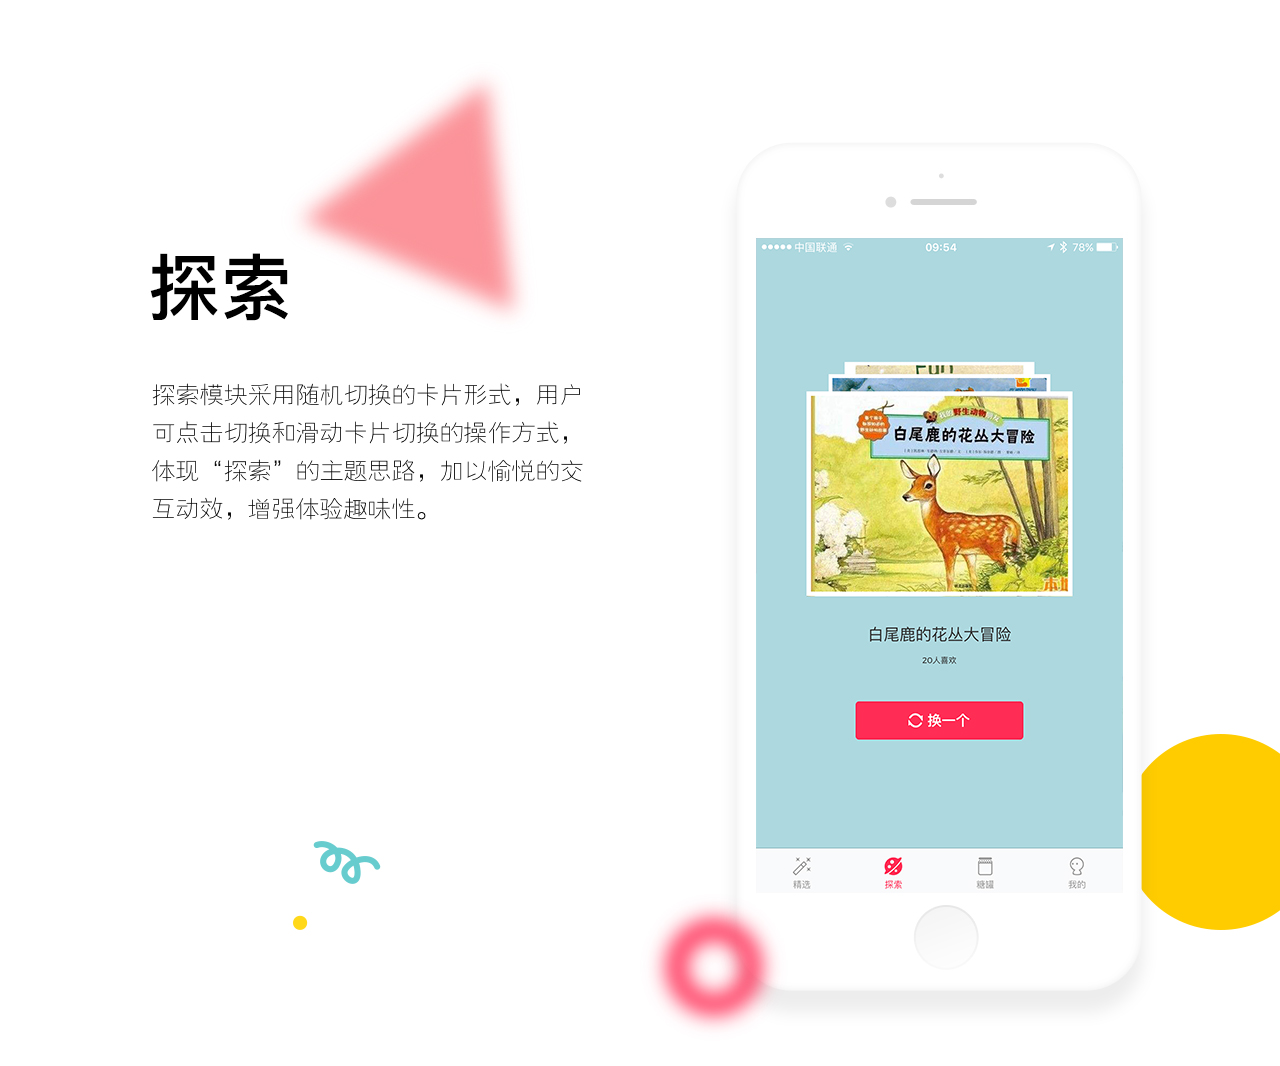 探索
探索模块采用随机切换的卡片形式，用户
可点击切换和滑动卡片切换的操作方式，
体现“探索”的主题思路，加以愉悦的交
互动效，增强体验趣味性。
中国联通
09:54
78%
Fun
我的野生动物朋友
白尾鹿的花丛大冒险
白尾鹿的花丛大冒险
20人喜欢
换一个
精选
探索
糖罐
我的